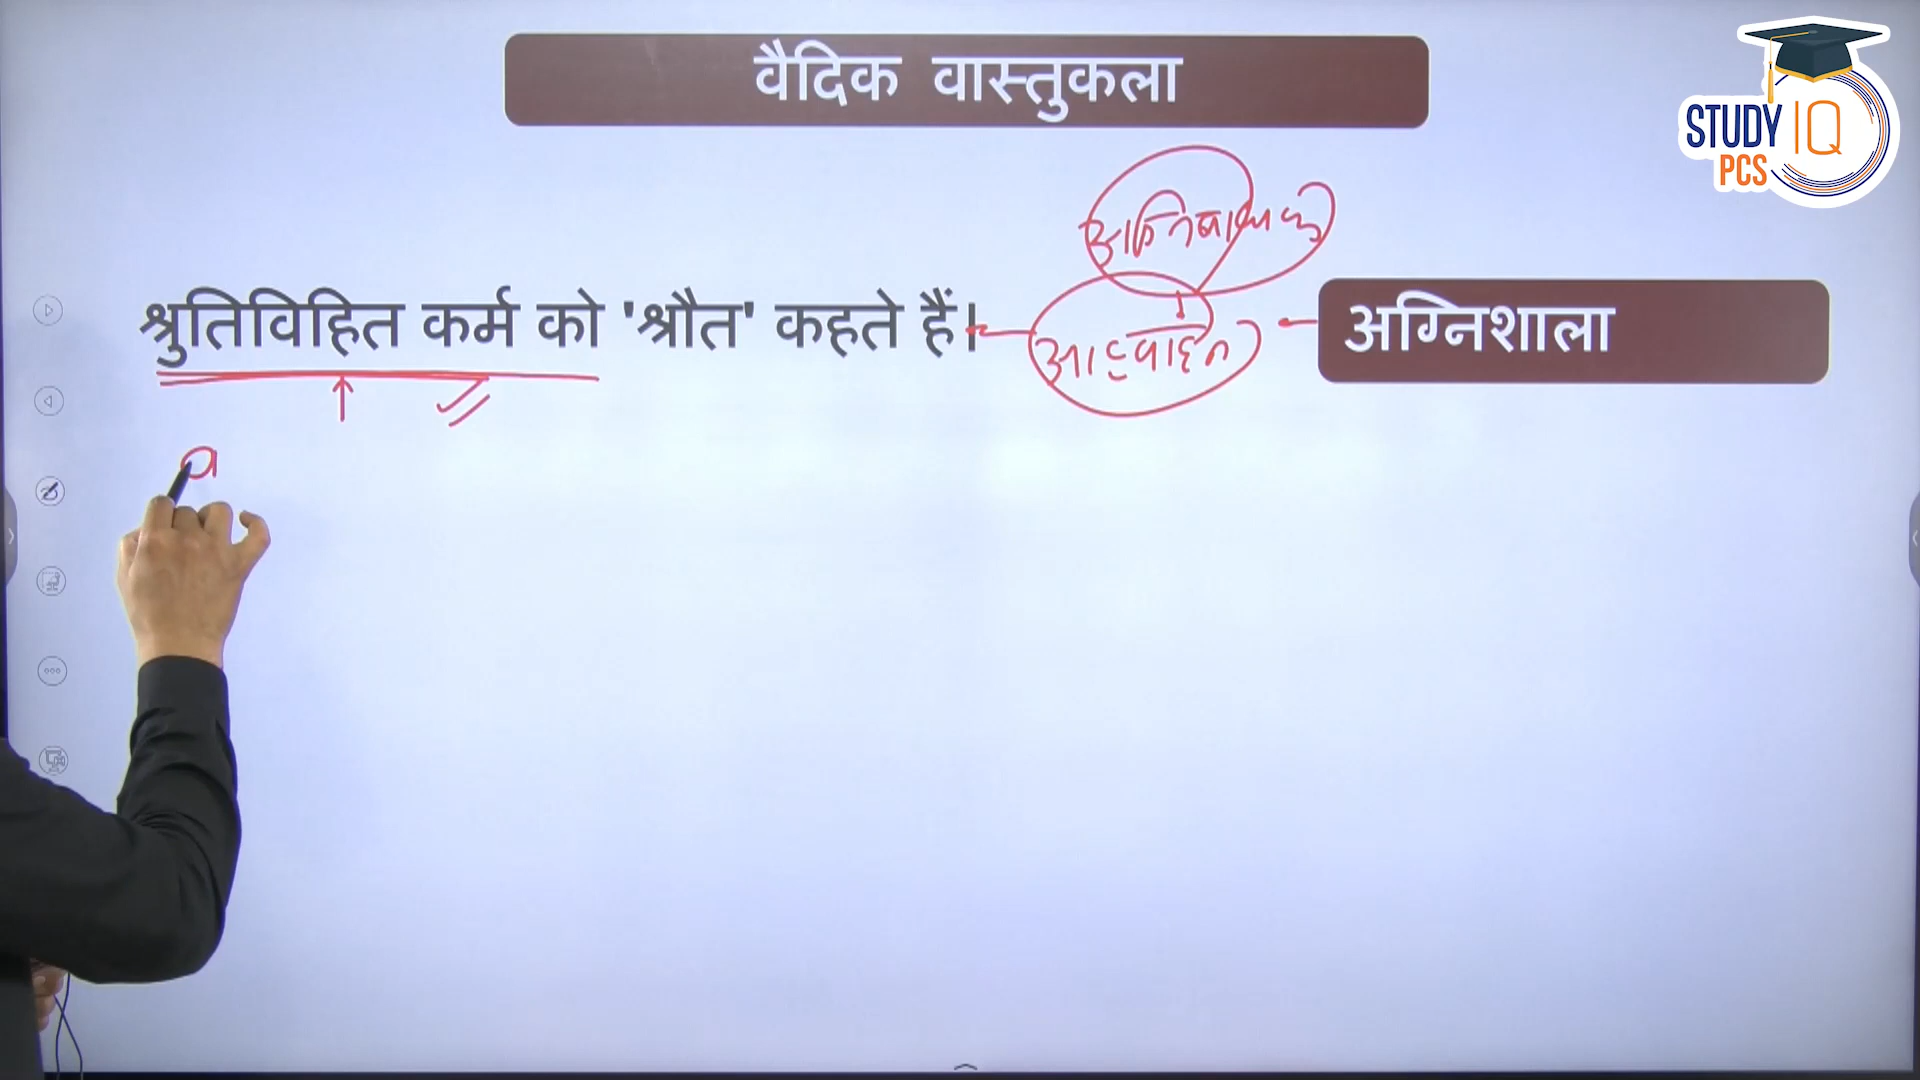 वैदिक वास्तुकला
STUDY IQ
PCS
श्रुतिविहित कर्म को 'श्रौत' कहते हैं।
अग्निशाला